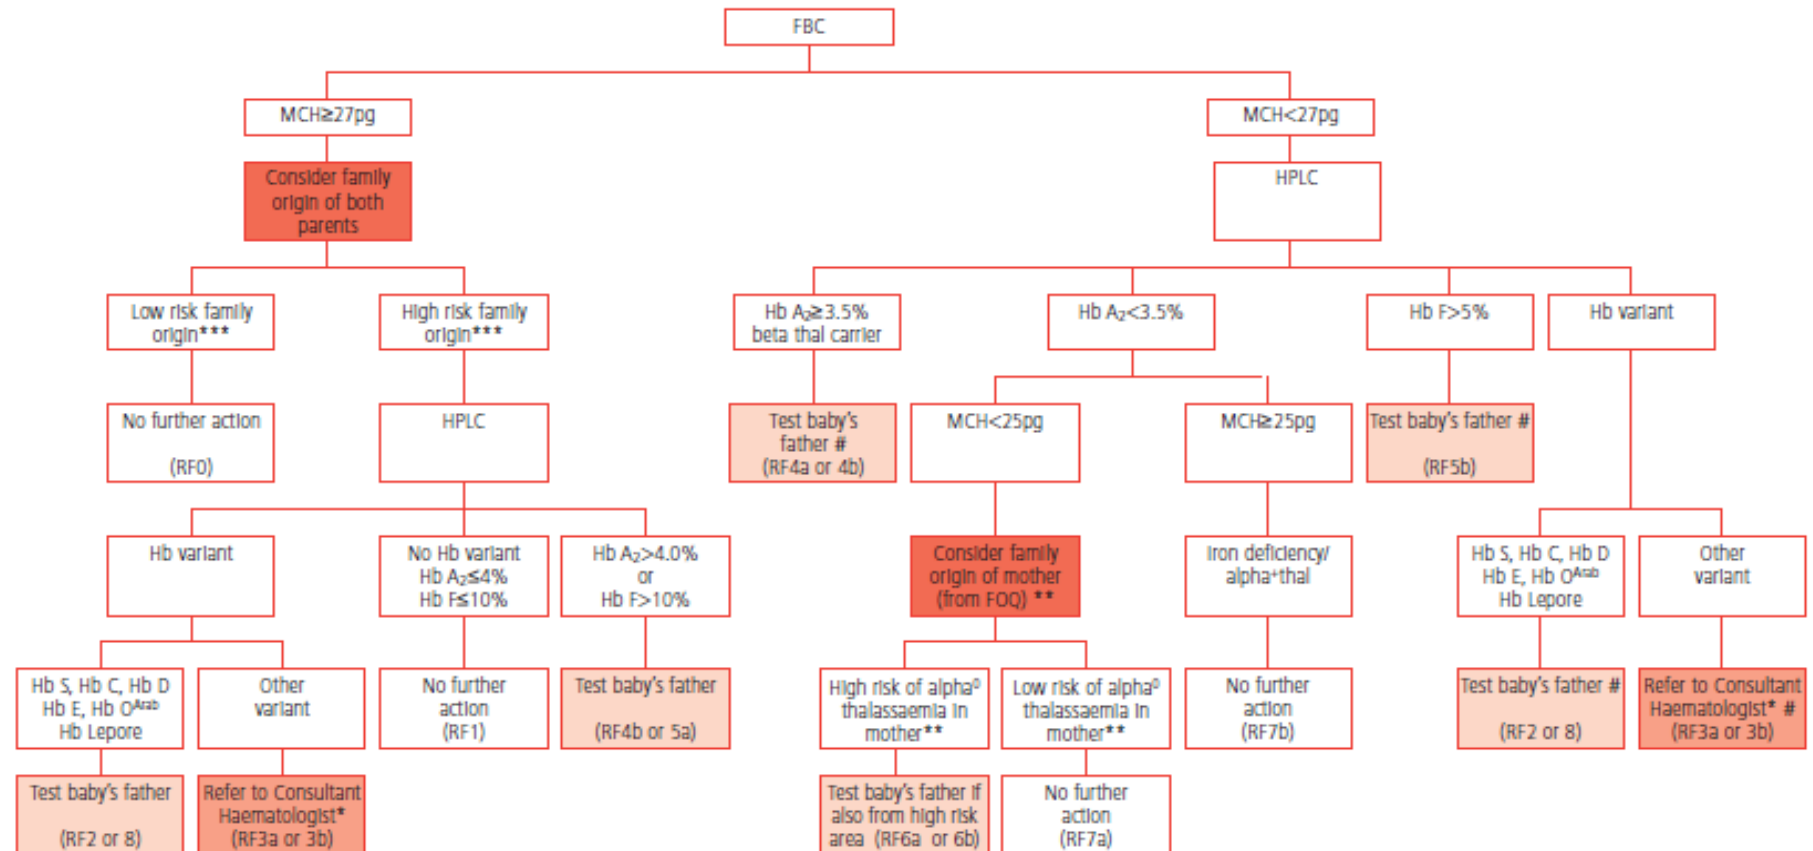 FBC
MCH≥27pg
MCH<27pg
Consider family
origin of both
parents
HPLC
Low risk family
origin***
High risk family
origin***
Hb A₂≥3.5%
beta thal carrier
Hb A₂<3.5%
Hb F>5%
Hb variant
No further action
(RF0)
HPLC
Test baby's
father #
(RF4a or 4b)
MCH<25pg
MCH≥25pg
Test baby's father #
(RF5b)
Hb variant
No Hb variant
Hb A₂≤4%
Hb F≤10%
Hb A₂>4.0%
or
Hb F>10%
Consider family
origin of mother
(from FOQ) **
Iron deficiency/
alpha⁺thal
Hb S, Hb C, Hb D
Hb E, Hb Oᴬʳᵃᵇ
Hb Lepore
Other
variant
Hb S, Hb C, Hb D
Hb E, Hb Oᴬʳᵃᵇ
Hb Lepore
Other
variant
No further
action
(RF1)
Test baby's father
(RF4b or 5a)
High risk of alpha⁰
thalassaemia in
mother**
Low risk of alpha⁰
thalassaemia in
mother**
No further
action
(RF7b)
Test baby's father #
(RF2 or 8)
Refer to Consultant
Haematologist* #
(RF3a or 3b)
Test baby's father
(RF2 or 8)
Refer to Consultant
Haematologist*
(RF3a or 3b)
Test baby's father if
also from high risk
area (RF6a or 6b)
No further
action
(RF7a)